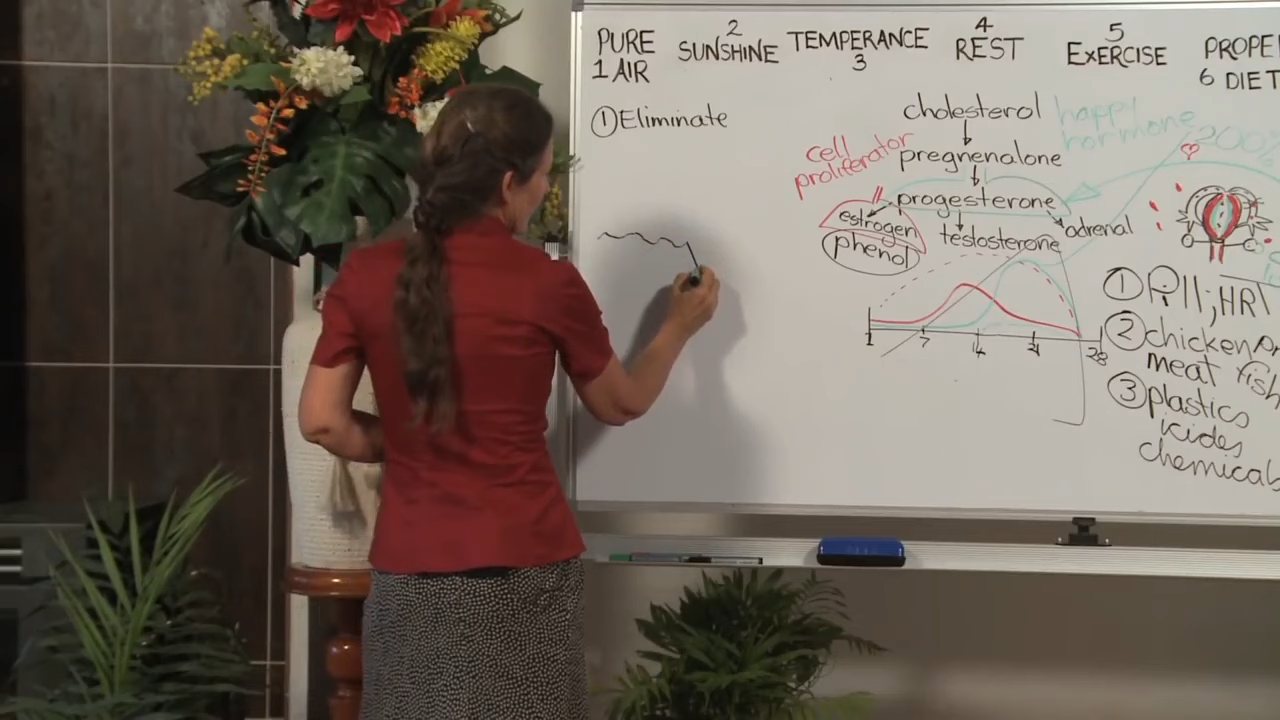 PURE
1 AIR
2
SUNSHINE
TEMPERANCE
3
4
REST
5
EXERCISE
PROPE
6 DIET
① Eliminate
cholesterol
pregnenalone
progesterone
estrogen
phenol
testosterone
adrenal
cell
proliferator
happy
hormone
200%
1 7 14 21 28
① Pill; HR
② chicken
meat fish
③ plastics
icides
chemicals